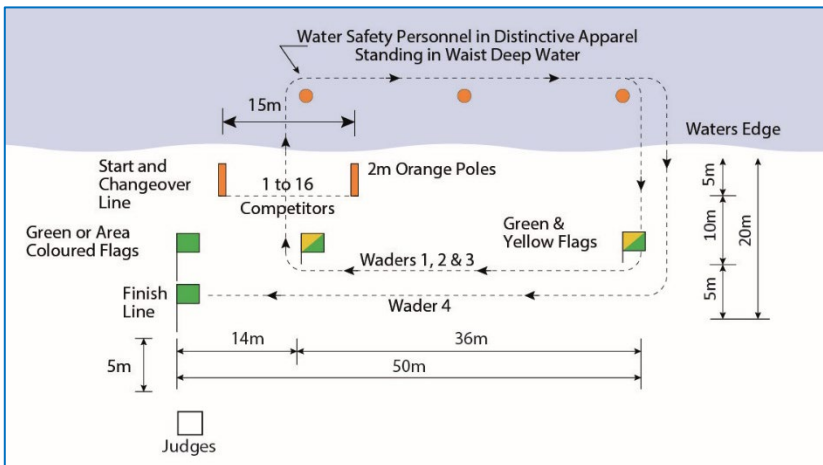 Water Safety Personnel in Distinctive Apparel
Standing in Waist Deep Water
15m
Waters Edge
Start and
Changeover
Line
1 to 16
Competitors
2m Orange Poles
5m
Green or Area
Coloured Flags
Green &
Yellow Flags
10m
20m
Waders 1, 2 & 3
Finish
Line
Wader 4
5m
14m
36m
5m
50m
Judges